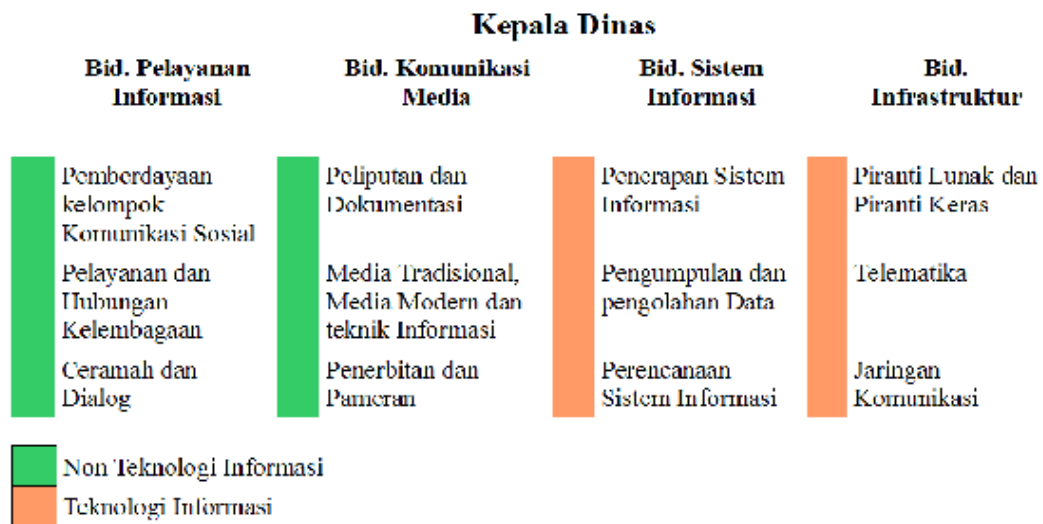 Kepala Dinas
Bid. Pelayanan
Informasi
Bid. Komunikasi
Media
Bid. Sistem
Informasi
Bid.
Infrastruktur
Pemberdayaan
kelompok
Komunikasi Sosial
Pelayanan dan
Hubungan
Kelembagaan
Ceramah dan
Dialog
Peliputan dan
Dokumentasi
Media Tradisional,
Media Modern dan
teknik Informasi
Penerbitan dan
Pameran
Penerapan Sistem
Informasi
Pengumpulan dan
pengolahan Data
Perencanaan
Sistem Informasi
Piranti Lunak dan
Piranti Keras
Telematika
Jaringan
Komunikasi
Non Teknologi Informasi
Teknologi Informasi